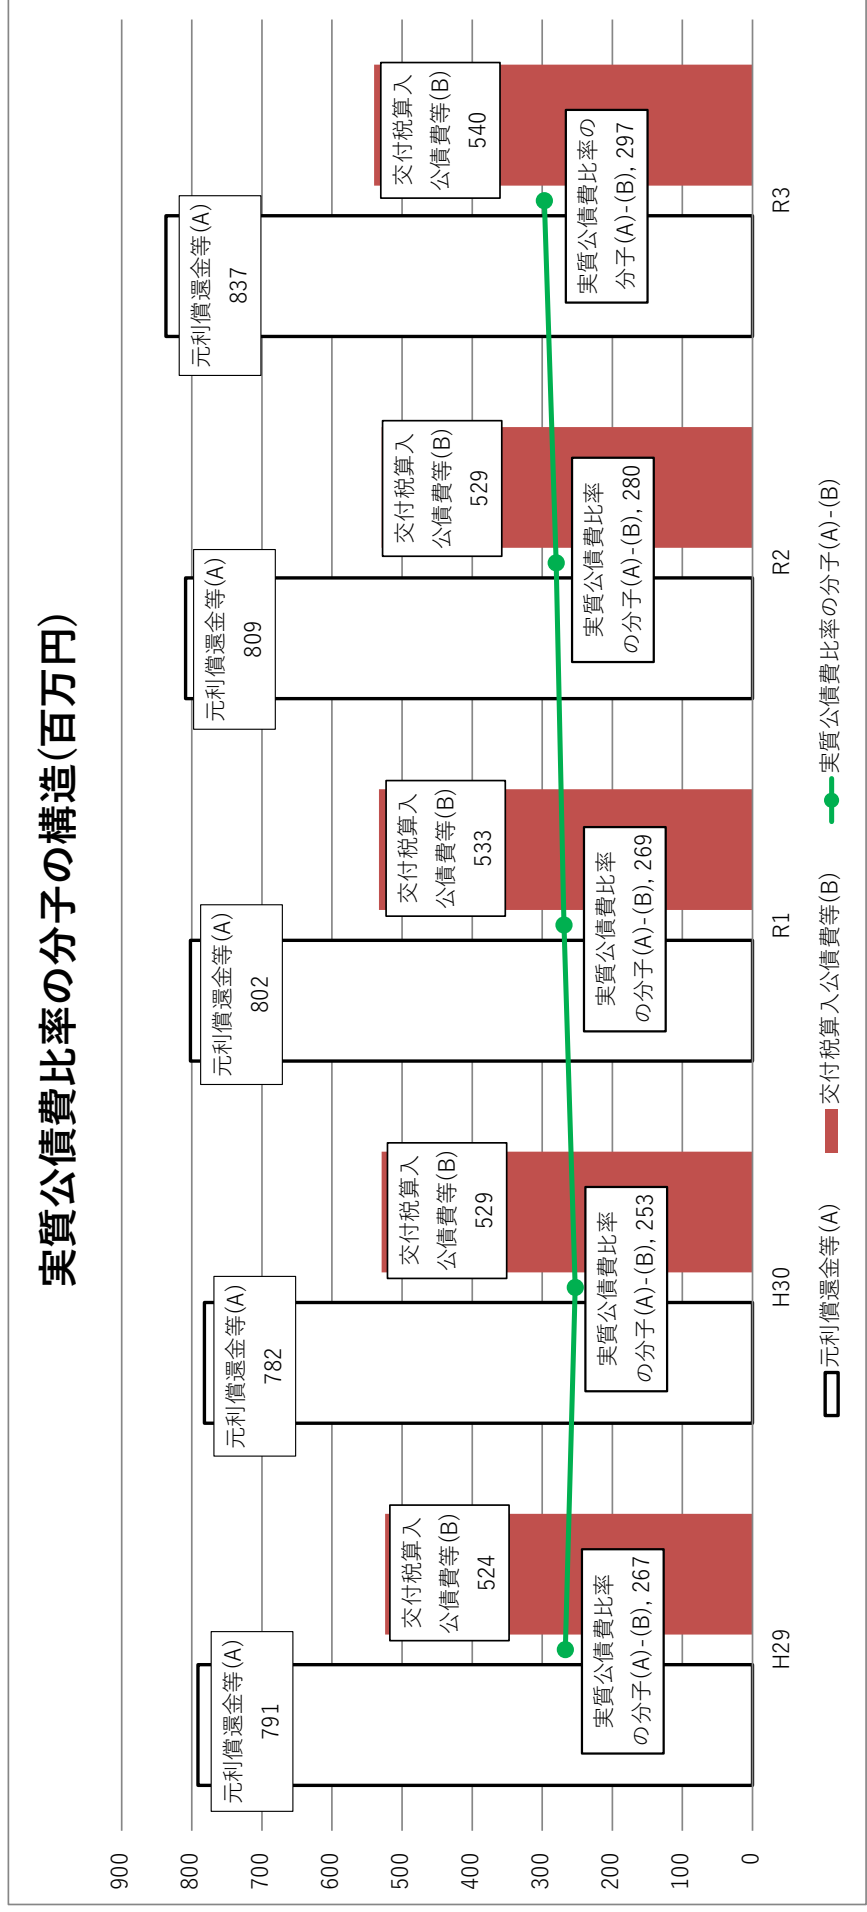 実質公債費比率の分子の構造(百万円)
900
800
700
600
500
400
300
200
100
0
元利償還金等(A)
791
交付税算入
公債費等(B)
524
実質公債費比率
の分子(A)-(B), 267
元利償還金等(A)
782
交付税算入
公債費等(B)
529
実質公債費比率
の分子(A)-(B), 253
元利償還金等(A)
802
交付税算入
公債費等(B)
533
実質公債費比率
の分子(A)-(B), 269
元利償還金等(A)
809
交付税算入
公債費等(B)
529
実質公債費比率
の分子(A)-(B), 280
元利償還金等(A)
837
交付税算入
公債費等(B)
540
実質公債費比率の
分子(A)-(B), 297
H29
H30
R1
R2
R3
元利償還金等(A)
交付税算入公債費等(B)
実質公債費比率の分子(A)-(B)